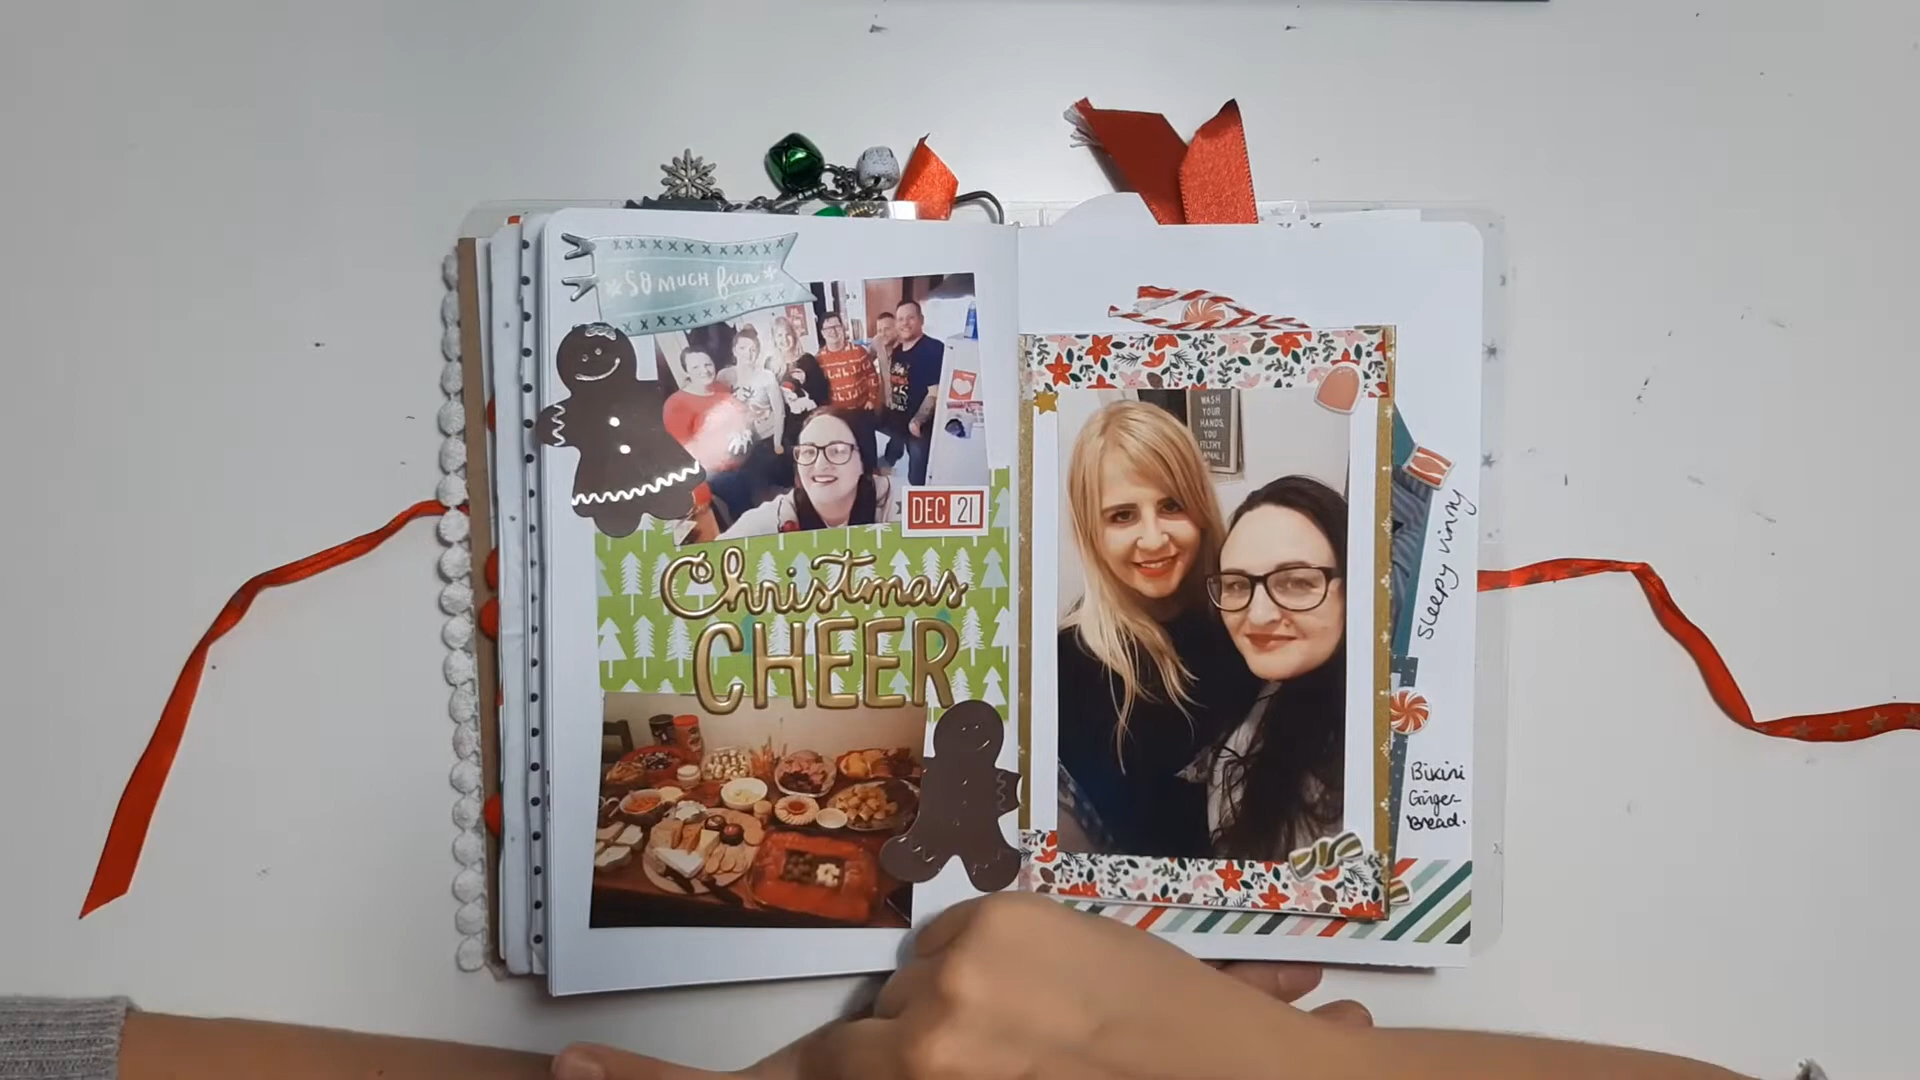 SO MUCH fun
DEC 21
Christmas
CHEER
WASH
YOUR
HANDS,
YOU
FILTHY
ANIMAL!
Sleepy vinny
Bikini
Ginger-
Bread.